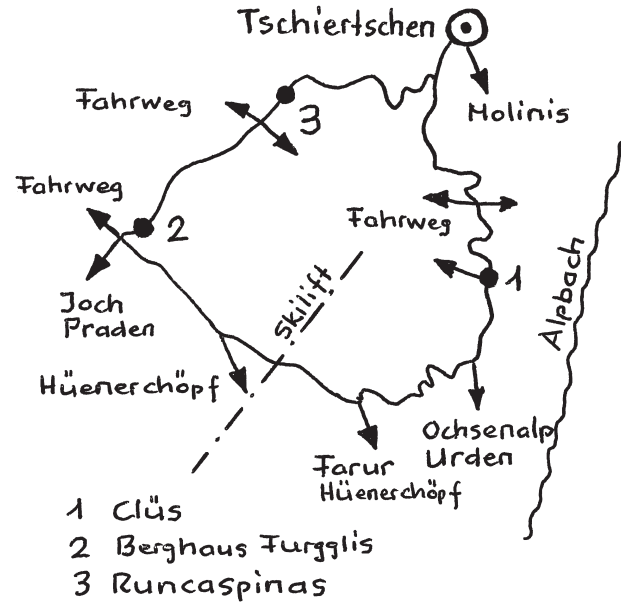 Tschiertschen
Molinis
Fahrweg
3
Fahrweg
2
Fahrweg
1
Joch
Praden
Skilift
Alpbach
Hüenerchöpf
Ochsenalp
Urden
Farur
Hüenerchöpf
1 Clüs
2 Berghaus Furgglis
3 Runcaspinas